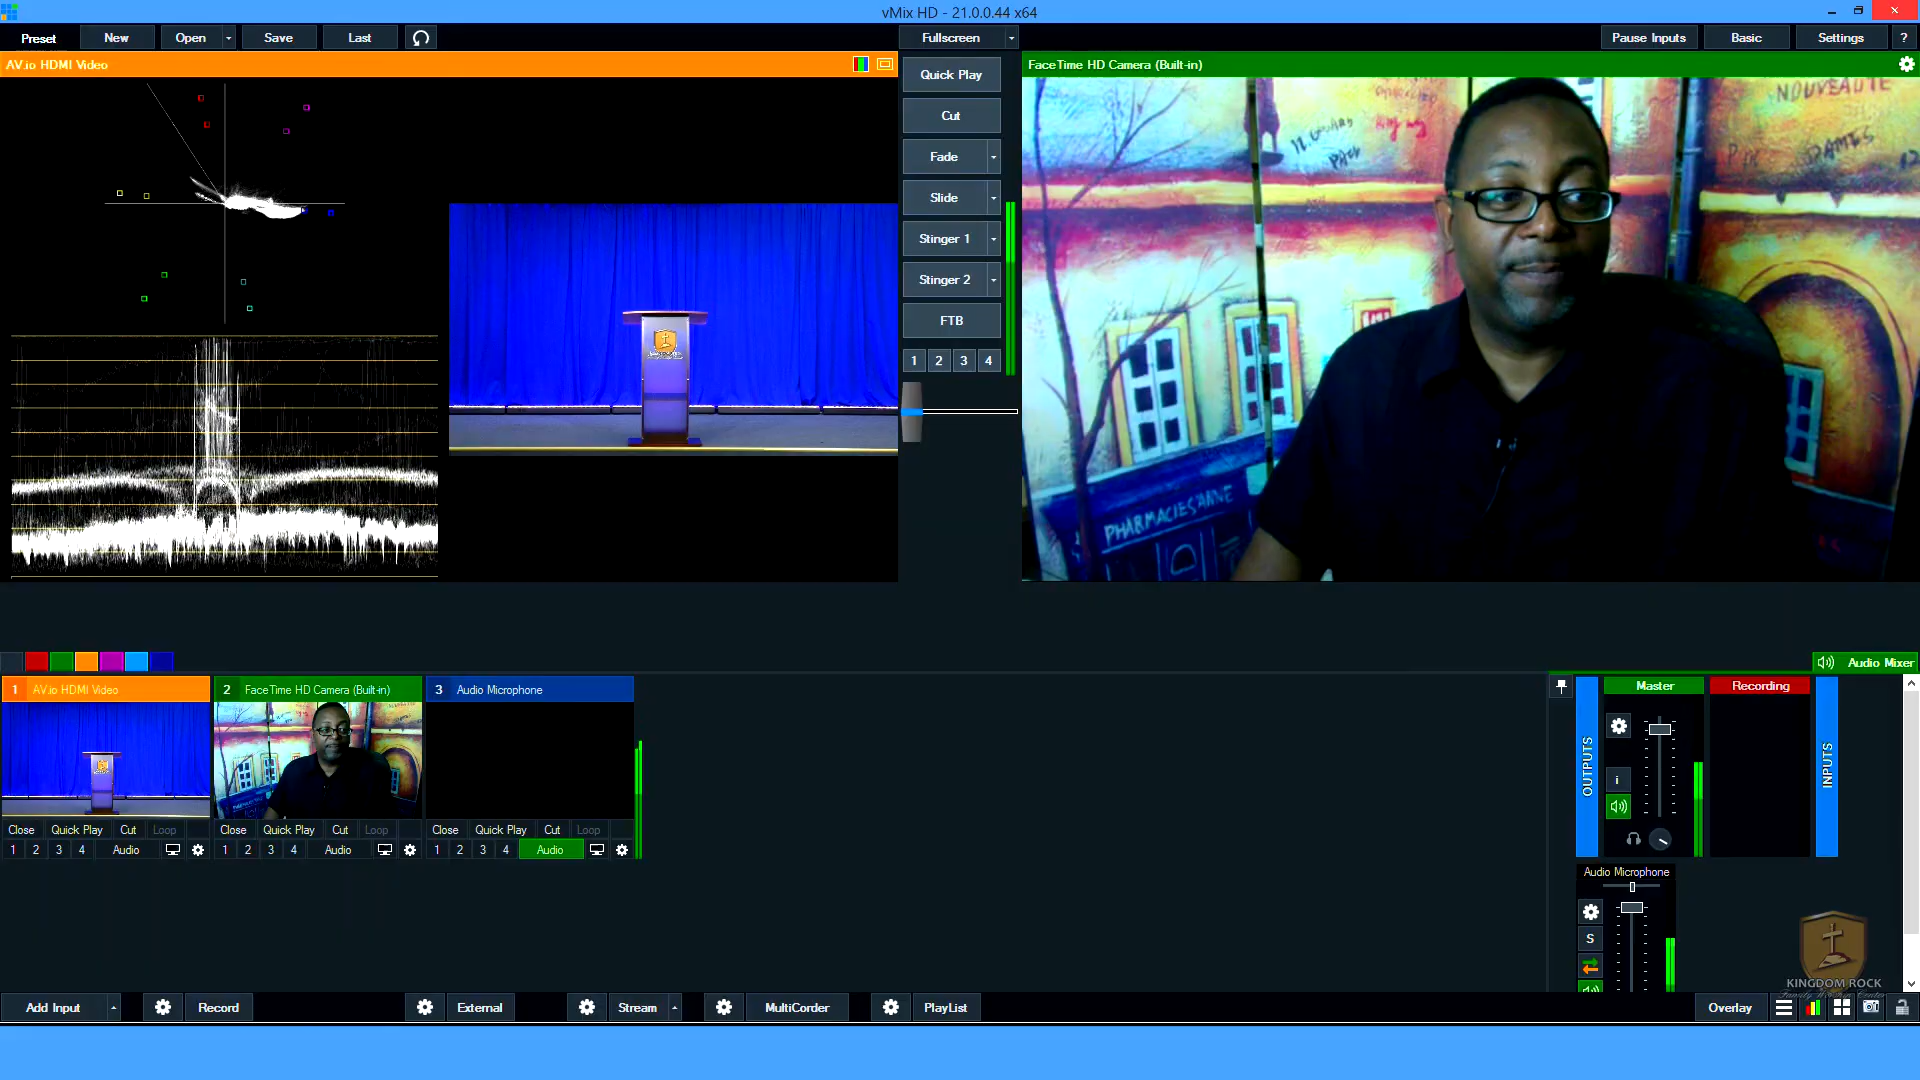 vMix HD - 21.0.0.44 x64
Preset
New
Open
Save
Last
Fullscreen
Pause Inputs
Basic
Settings
?
AV.io HDMI Video
Quick Play
Cut
Fade
Slide
Stinger 1
Stinger 2
FTB
1 2 3 4
FaceTime HD Camera (Built-in)
NOUVEAUTE
DAMES
PHARMACIES ANNE
Audio Mixer
1 AV.io HDMI Video
Close Quick Play Cut Loop
1 2 3 4 Audio
2 FaceTime HD Camera (Built-in)
Close Quick Play Cut Loop
1 2 3 4 Audio
3 Audio Microphone
Close Quick Play Cut Loop
1 2 3 4 Audio
OUTPUTS
Master
i
Recording
INPUTS
Audio Microphone
S
KINGDOM ROCK
Add Input
Record
External
Stream
MultiCorder
PlayList
Overlay